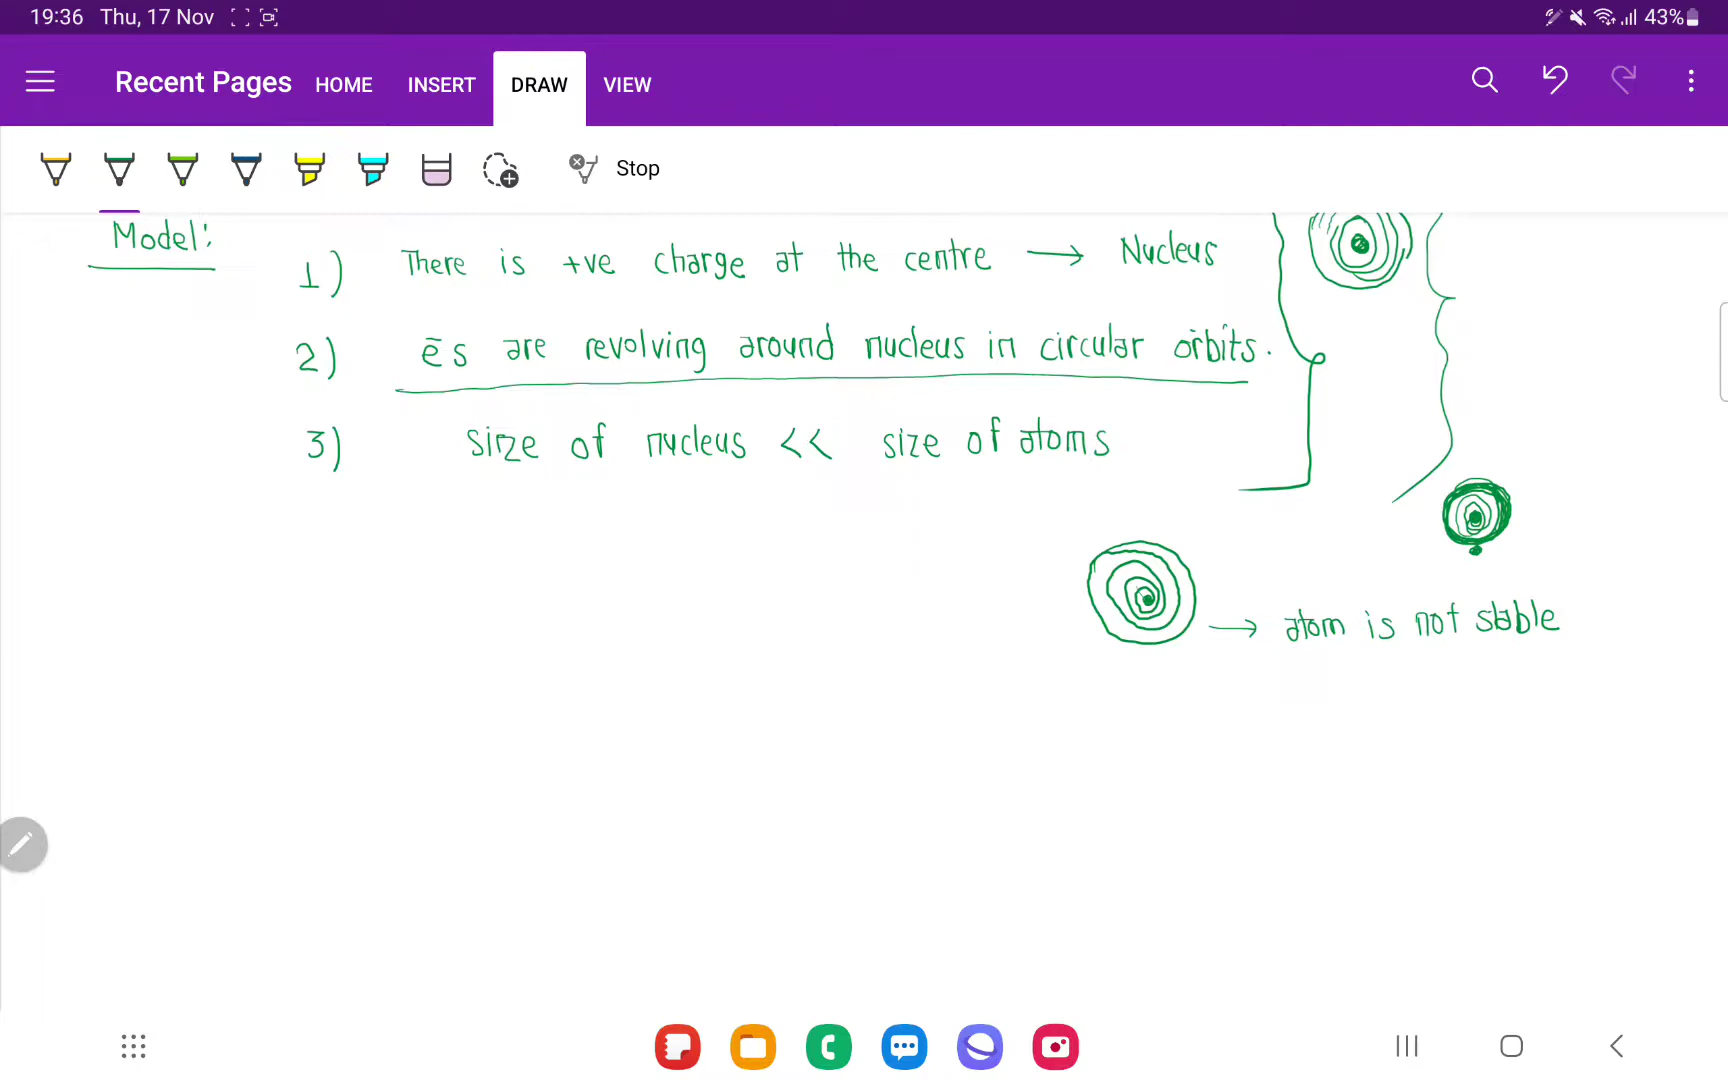 19:36 Thu, 17 Nov 43%
Recent Pages HOME INSERT DRAW VIEW
Stop
Model:
1) There is +ve charge at the centre → Nucleus
2) ēs are revolving around nucleus in circular orbits.
3) size of nucleus << size of atoms
→ atom is not stable